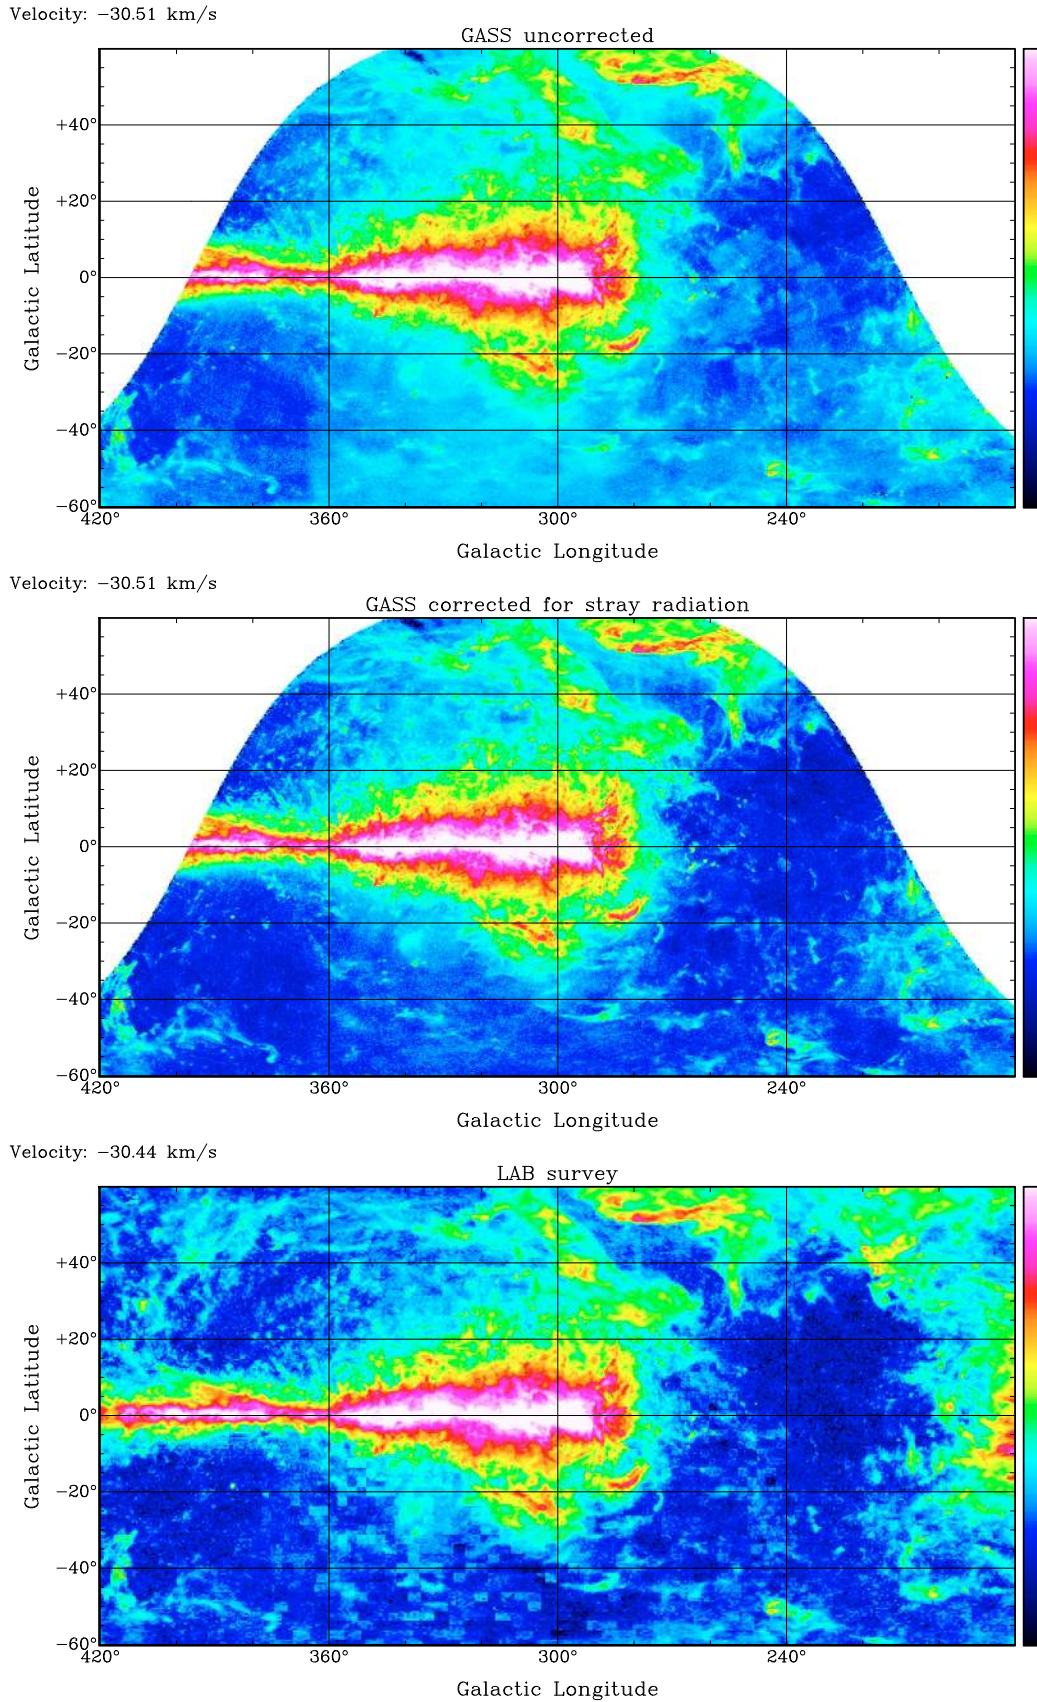 Velocity: −30.51 km/s
GASS uncorrected
+40°
+20°
0°
−20°
−40°
−60°
Galactic Latitude
420° 360° 300° 240°
Galactic Longitude
Velocity: −30.51 km/s
GASS corrected for stray radiation
+40°
+20°
0°
−20°
−40°
−60°
Galactic Latitude
420° 360° 300° 240°
Galactic Longitude
Velocity: −30.44 km/s
LAB survey
+40°
+20°
0°
−20°
−40°
−60°
Galactic Latitude
420° 360° 300° 240°
Galactic Longitude